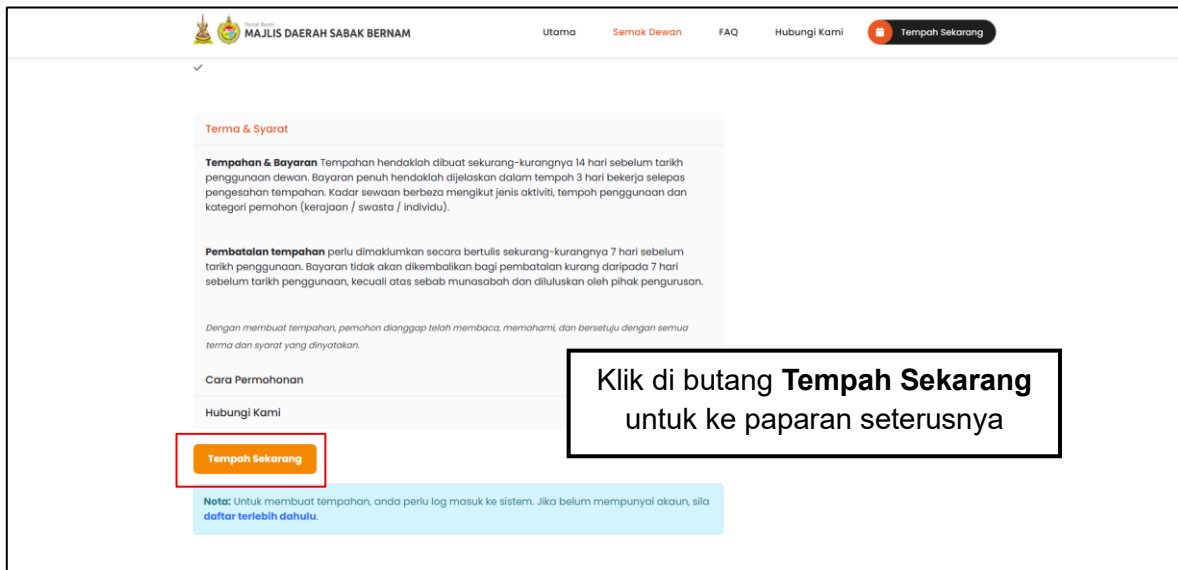 Portal Rasmi
MAJLIS DAERAH SABAK BERNAM
Utama
Semak Dewan
FAQ
Hubungi Kami
Tempah Sekarang
Terma & Syarat
Tempahan & Bayaran Tempahan hendaklah dibuat sekurang-kurangnya 14 hari sebelum tarikh
penggunaan dewan. Bayaran penuh hendaklah dijelaskan dalam tempoh 3 hari bekerja selepas
pengesahan tempahan. Kadar sewaan berbeza mengikut jenis aktiviti, tempoh penggunaan dan
kategori pemohon (kerajaan / swasta / individu).
Pembatalan tempahan perlu dimaklumkan secara bertulis sekurang-kurangnya 7 hari sebelum
tarikh penggunaan. Bayaran tidak akan dikembalikan bagi pembatalan kurang daripada 7 hari
sebelum tarikh penggunaan, kecuali atas sebab munasabah dan diluluskan oleh pihak pengurusan.
Dengan membuat tempahan, pemohon dianggap telah membaca, memahami, dan bersetuju dengan semua
terma dan syarat yang dinyatakan.
Cara Permohonan
Hubungi Kami
Klik di butang Tempah Sekarang
untuk ke paparan seterusnya
Tempah Sekarang
Nota: Untuk membuat tempahan, anda perlu log masuk ke sistem. Jika belum mempunyai akaun, sila
daftar terlebih dahulu.